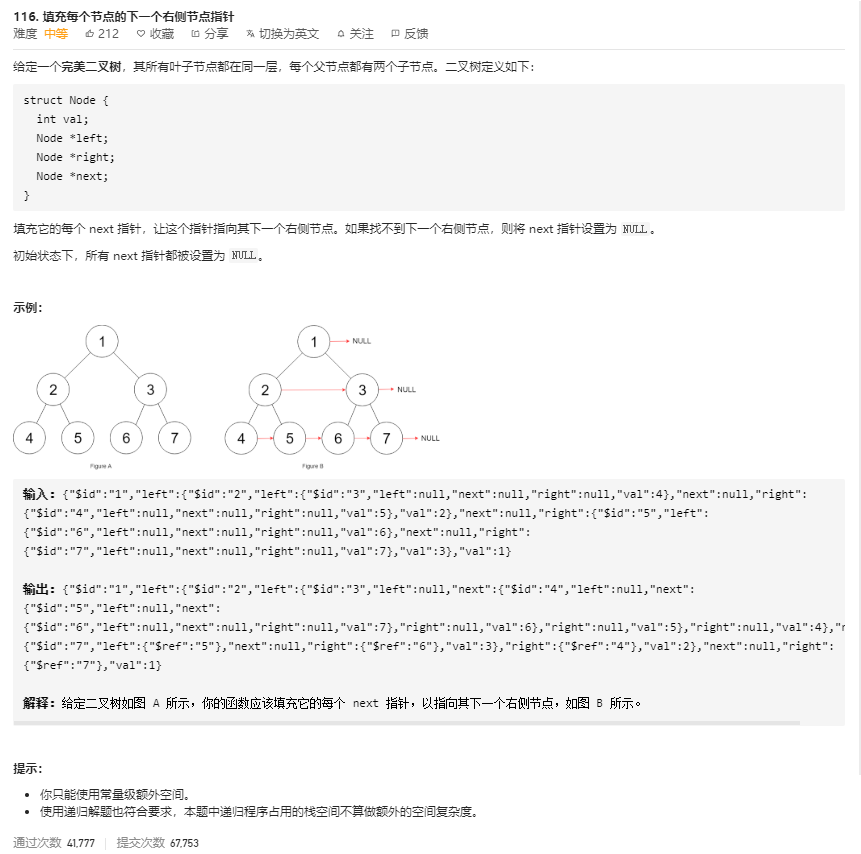 116. 填充每个节点的下一个右侧节点指针
难度 中等 212 收藏 分享 切换为英文 关注 反馈
给定一个完美二叉树，其所有叶子节点都在同一层，每个父节点都有两个子节点。二叉树定义如下：
struct Node {
int val;
Node *left;
Node *right;
Node *next;
}
填充它的每个 next 指针，让这个指针指向其下一个右侧节点。如果找不到下一个右侧节点，则将 next 指针设置为 NULL。
初始状态下，所有 next 指针都被设置为 NULL。
示例：
1 1 NULL
2 3 2 3 NULL
4 5 6 7 4 5 6 7 NULL
Figure A Figure B
输入：{"$id":"1","left":{"$id":"2","left":{"$id":"3","left":null,"next":null,"right":null,"val":4},"next":null,"right":
{"$id":"4","left":null,"next":null,"right":null,"val":5},"val":2},"next":null,"right":{"$id":"5","left":
{"$id":"6","left":null,"next":null,"right":null,"val":6},"next":null,"right":
{"$id":"7","left":null,"next":null,"right":null,"val":7},"val":3},"val":1}
输出：{"$id":"1","left":{"$id":"2","left":{"$id":"3","left":null,"next":{"$id":"4","left":null,"next":
{"$id":"5","left":null,"next":
{"$id":"6","left":null,"next":null,"right":null,"val":7},"right":null,"val":6},"right":null,"val":5},"right":null,"val":4},"
{"$id":"7","left":{"$ref":"5"},"next":null,"right":{"$ref":"6"},"val":3},"right":{"$ref":"4"},"val":2},"next":null,"right":
{"$ref":"7"},"val":1}
解释：给定二叉树如图 A 所示，你的函数应该填充它的每个 next 指针，以指向其下一个右侧节点，如图 B 所示。
提示：
• 你只能使用常量级额外空间。
• 使用递归解题也符合要求，本题中递归程序占用的栈空间不算做额外的空间复杂度。
通过次数 41,777 提交次数 67,753